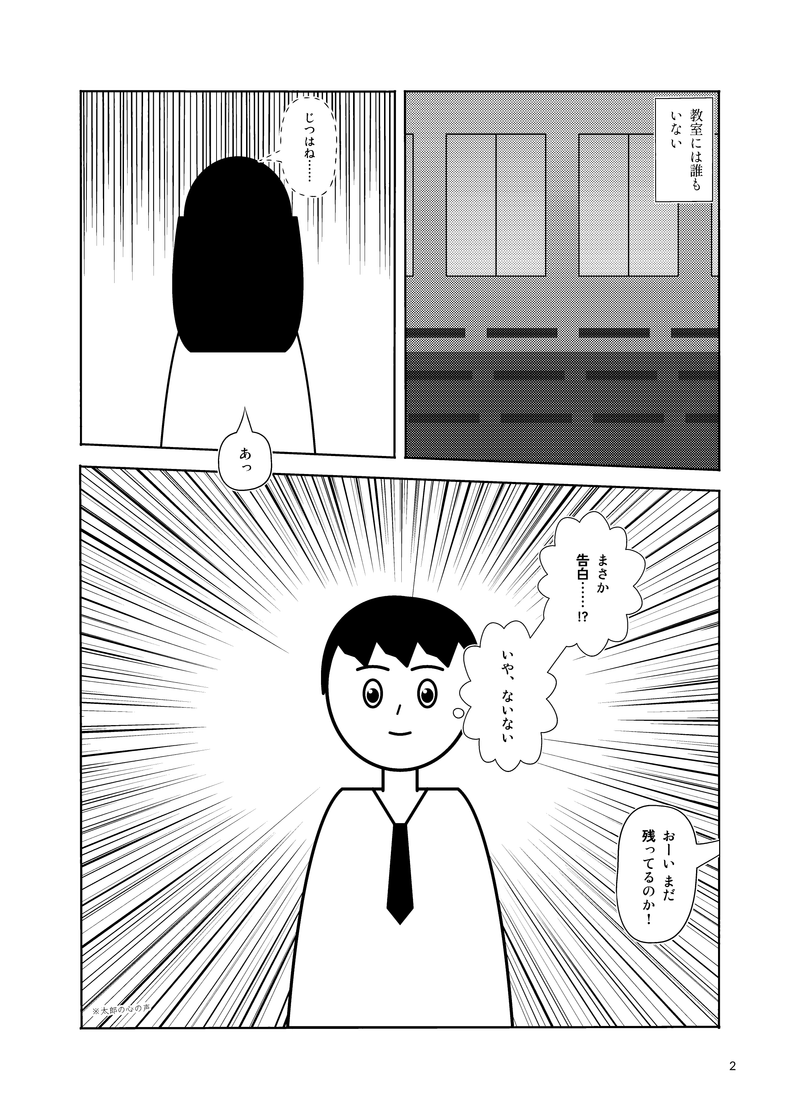 教室には誰も
いない
じつはね……
あっ
まさか
告白……!?
いや、ないない
おーい まだ
残ってるのか！
※太郎の心の声
2